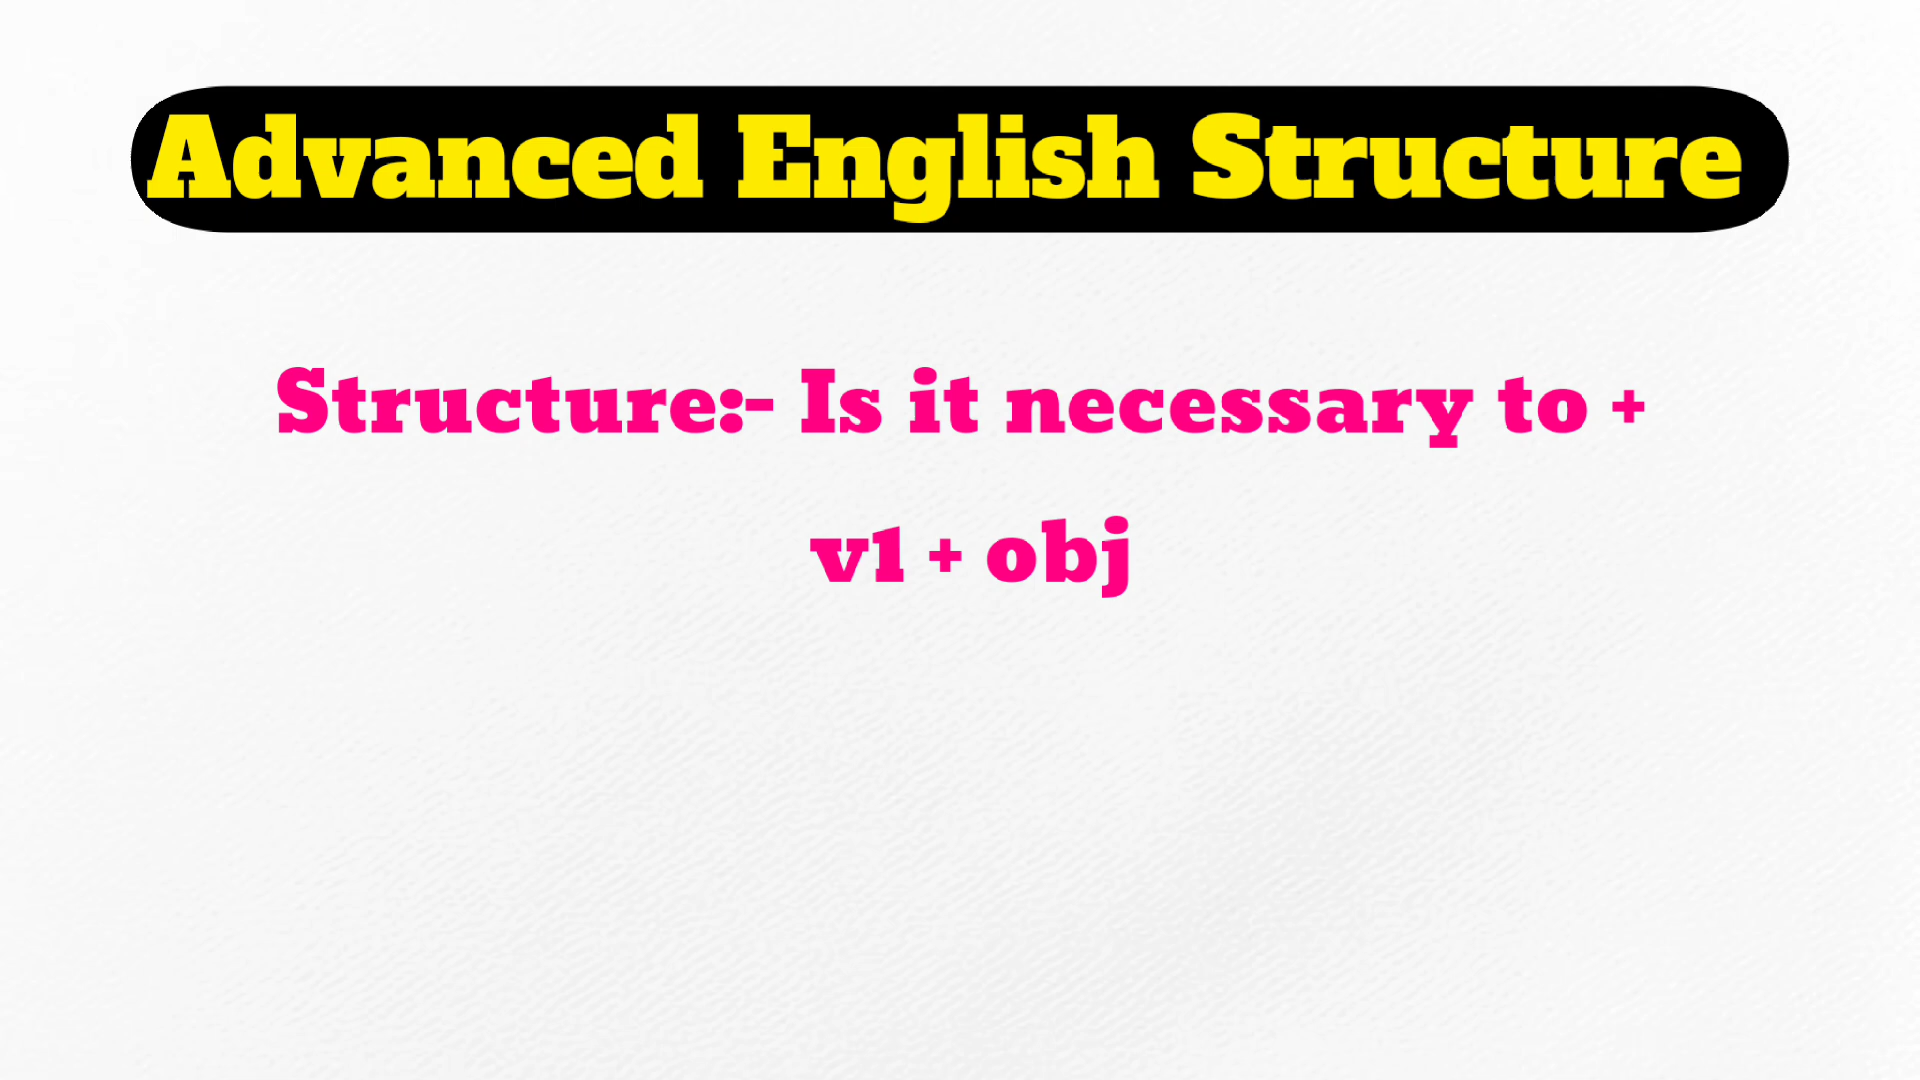 Advanced English Structure
Structure:- Is it necessary to +
v1 + obj